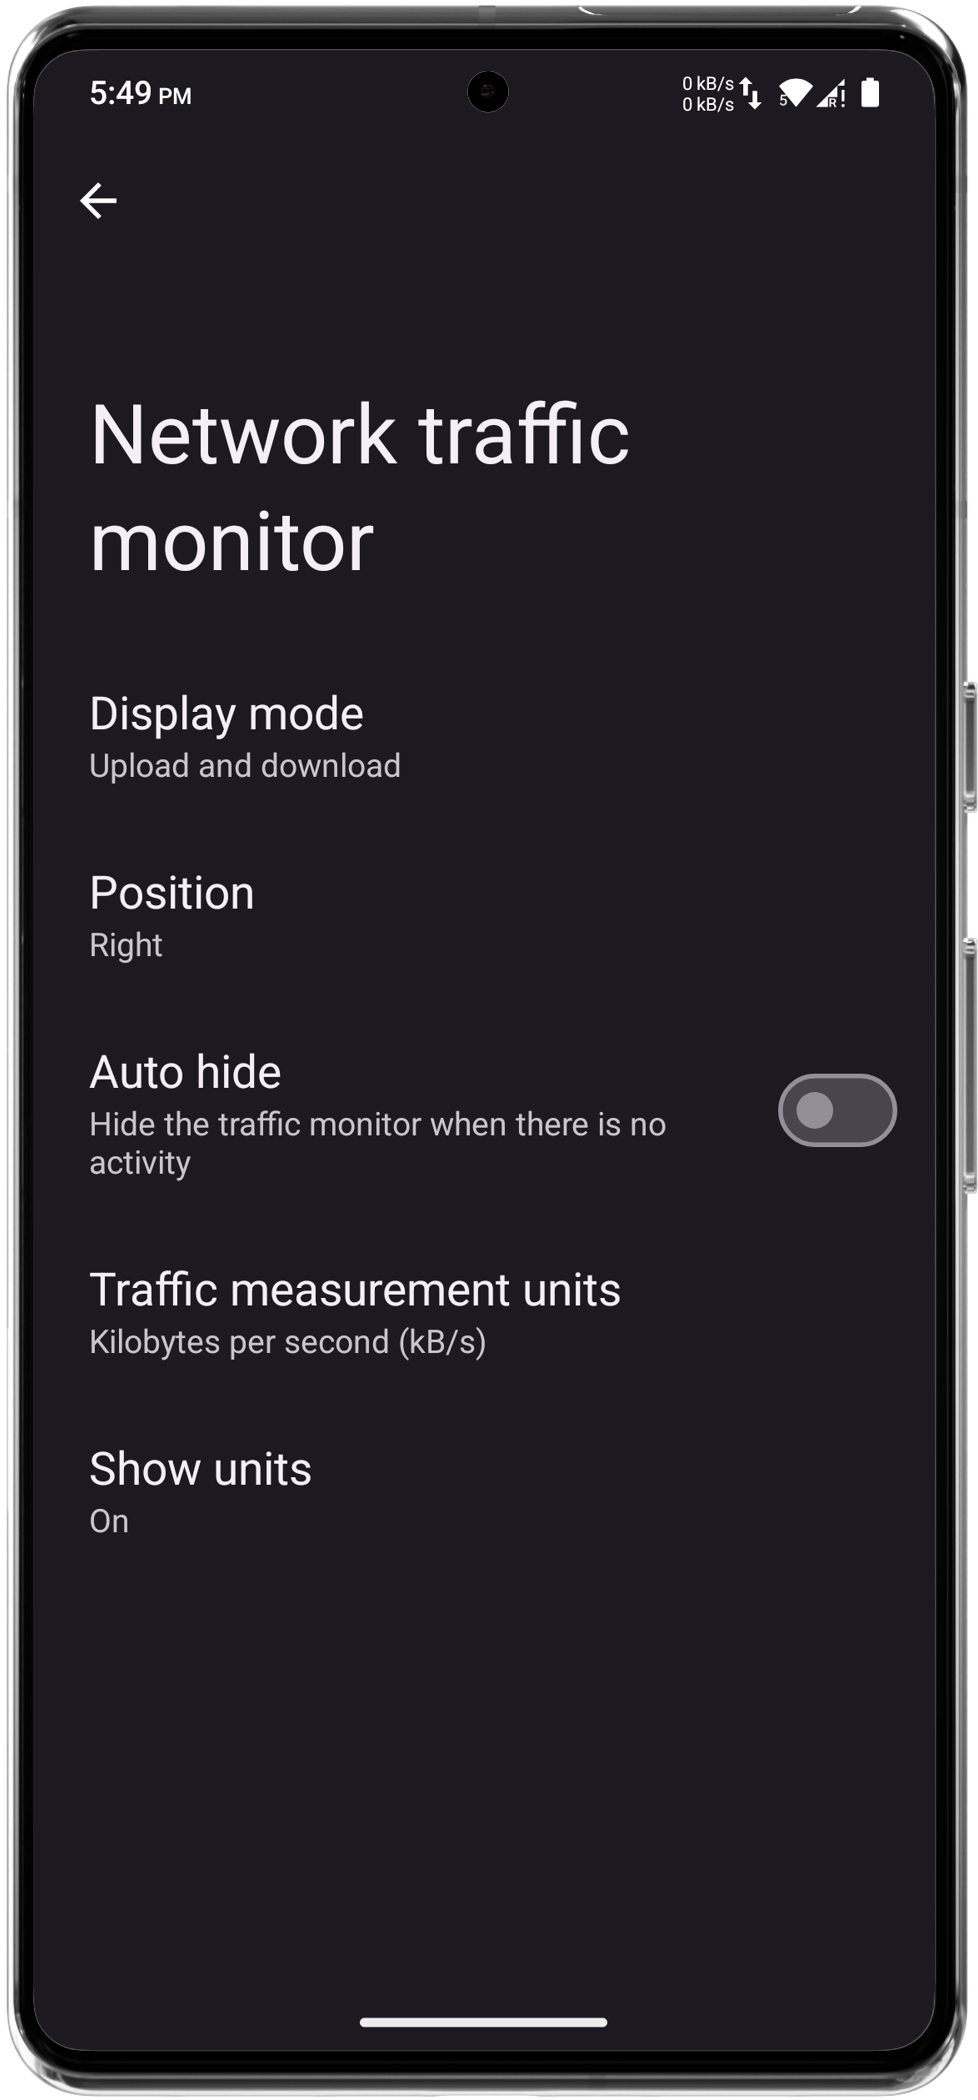 5:49 PM
0 kB/s
0 kB/s
5
R
!
Network traffic
monitor
Display mode
Upload and download
Position
Right
Auto hide
Hide the traffic monitor when there is no
activity
Traffic measurement units
Kilobytes per second (kB/s)
Show units
On